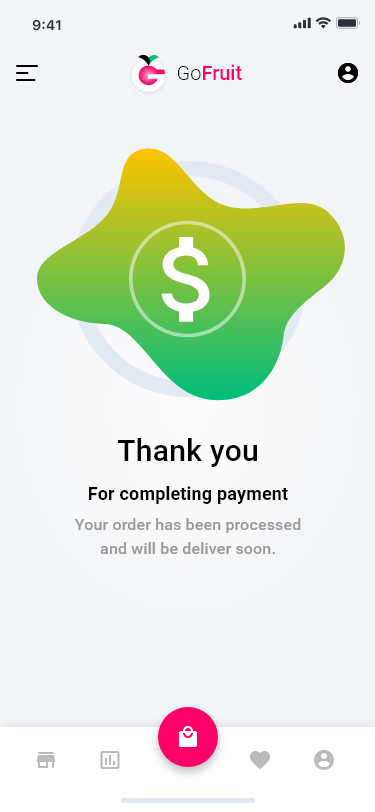 9:41
GoFruit
$
Thank you
For completing payment
Your order has been processed
and will be deliver soon.